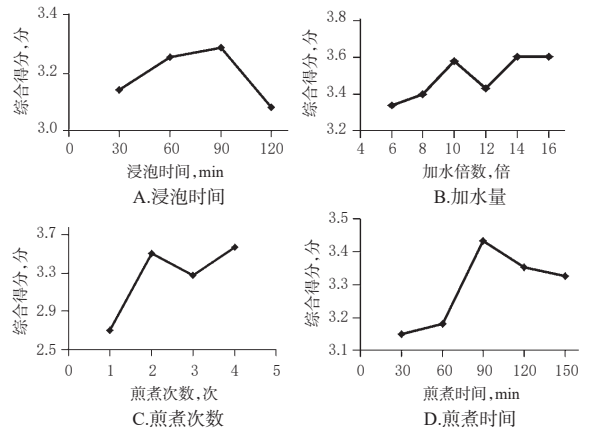 3.4
3.2
3.0
综合得分,分
0 30 60 90 120
浸泡时间,min
A.浸泡时间
3.8
3.6
3.4
3.2
综合得分,分
4 6 8 10 12 14 16
加水倍数,倍
B.加水量
3.7
3.3
2.9
2.5
综合得分,分
0 1 2 3 4 5
煎煮次数,次
C.煎煮次数
3.5
3.4
3.3
3.2
3.1
综合得分,分
0 30 60 90 120 150
煎煮时间,min
D.煎煮时间